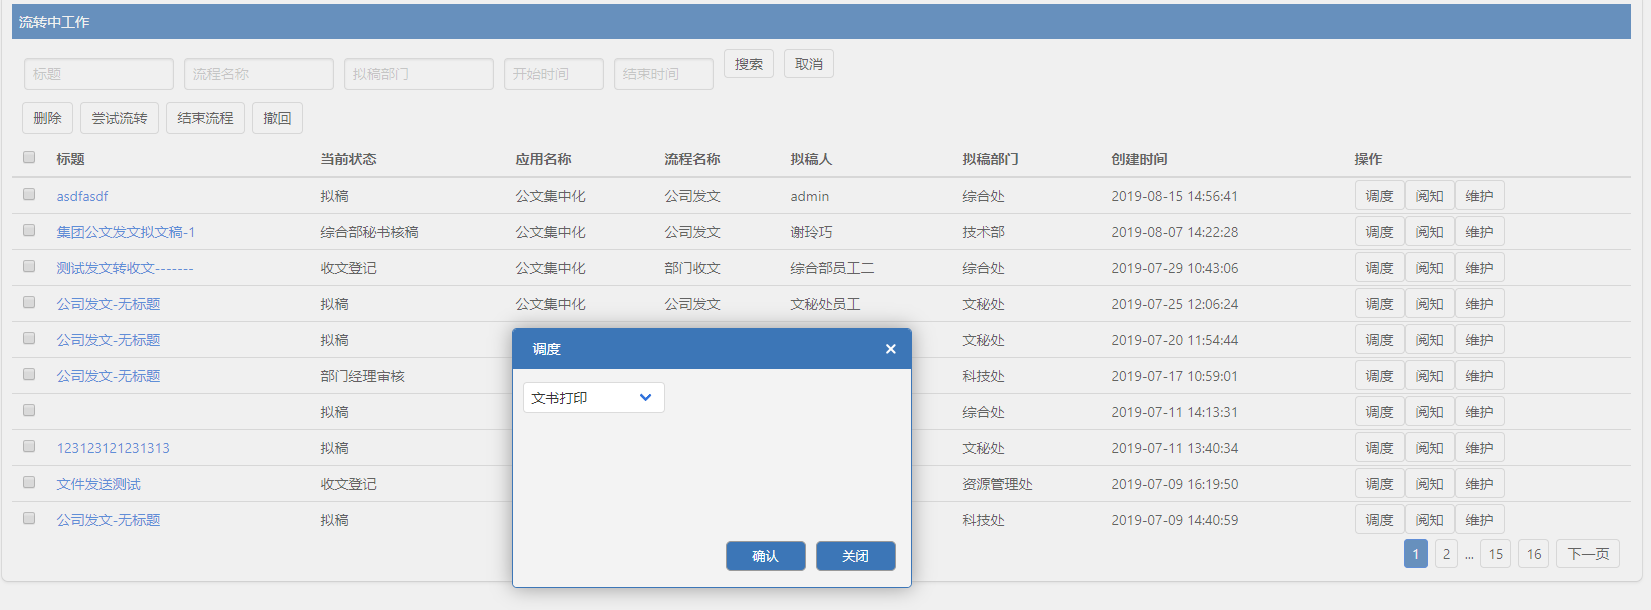 流转中工作
标题 流程名称 拟稿部门 开始时间 结束时间 搜索 取消
删除 尝试流转 结束流程 撤回
标题 当前状态 应用名称 流程名称 拟稿人 拟稿部门 创建时间 操作
asdfasdf 拟稿 公文集中化 公司发文 admin 综合处 2019-08-15 14:56:41 调度 阅知 维护
集团公文发文拟文稿-1 综合部秘书核稿 公文集中化 公司发文 谢玲巧 技术部 2019-08-07 14:22:28 调度 阅知 维护
测试发文转收文------- 收文登记 公文集中化 部门收文 综合部员工二 综合处 2019-07-29 10:43:06 调度 阅知 维护
公司发文-无标题 拟稿 公文集中化 公司发文 文秘处员工 文秘处 2019-07-25 12:06:24 调度 阅知 维护
公司发文-无标题 拟稿 文秘处 2019-07-20 11:54:44 调度 阅知 维护
公司发文-无标题 部门经理审核 科技处 2019-07-17 10:59:01 调度 阅知 维护
拟稿 综合处 2019-07-11 14:13:31 调度 阅知 维护
123123121231313 拟稿 文秘处 2019-07-11 13:40:34 调度 阅知 维护
文件发送测试 收文登记 资源管理处 2019-07-09 16:19:50 调度 阅知 维护
公司发文-无标题 拟稿 科技处 2019-07-09 14:40:59 调度 阅知 维护
调度 ×
文书打印
确认 关闭
1 2 ... 15 16 下一页